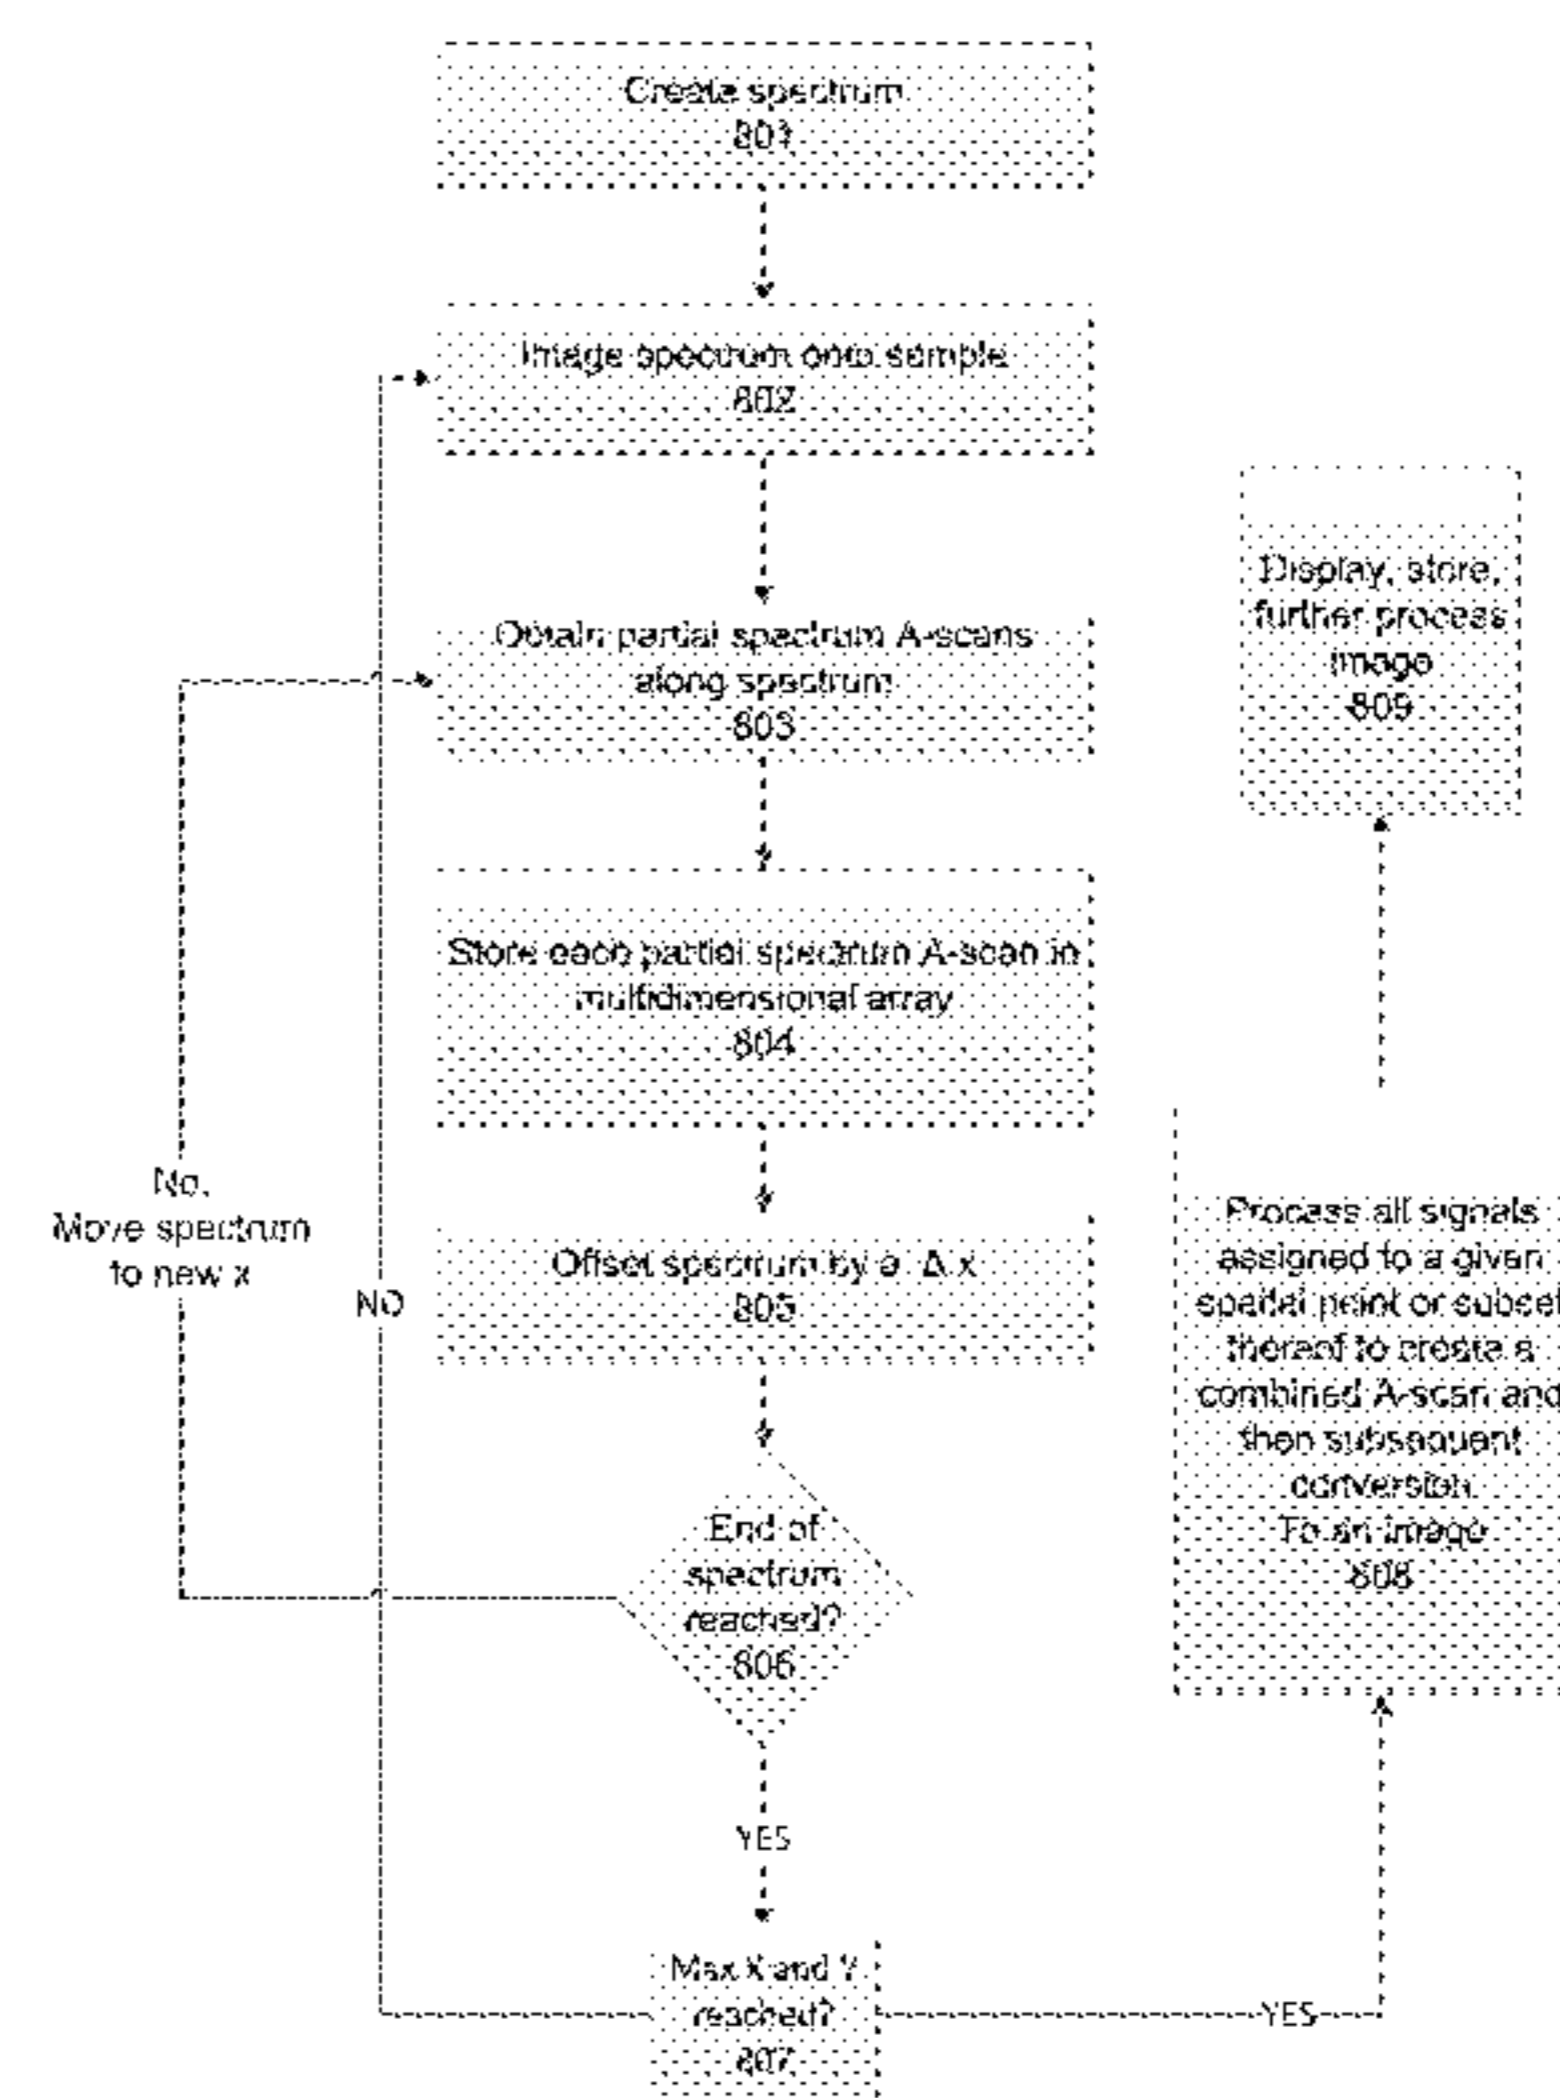 Create spectrum
801
Image spectrum onto sample
802
Obtain partial spectrum A-scans
along spectrum
803
Store each partial spectrum A-scan in
multidimensional array
804
Offset spectrum by a Δ x
805
End of
spectrum
reached?
806
No,
Move spectrum
to new x
NO
YES
Max X and Y
reached?
807
YES
Process all signals
assigned to a given
spatial point or subset
thereof to create a
combined A-scan and
then subsequent
conversion
To an image
808
Display, store,
further process
image
809